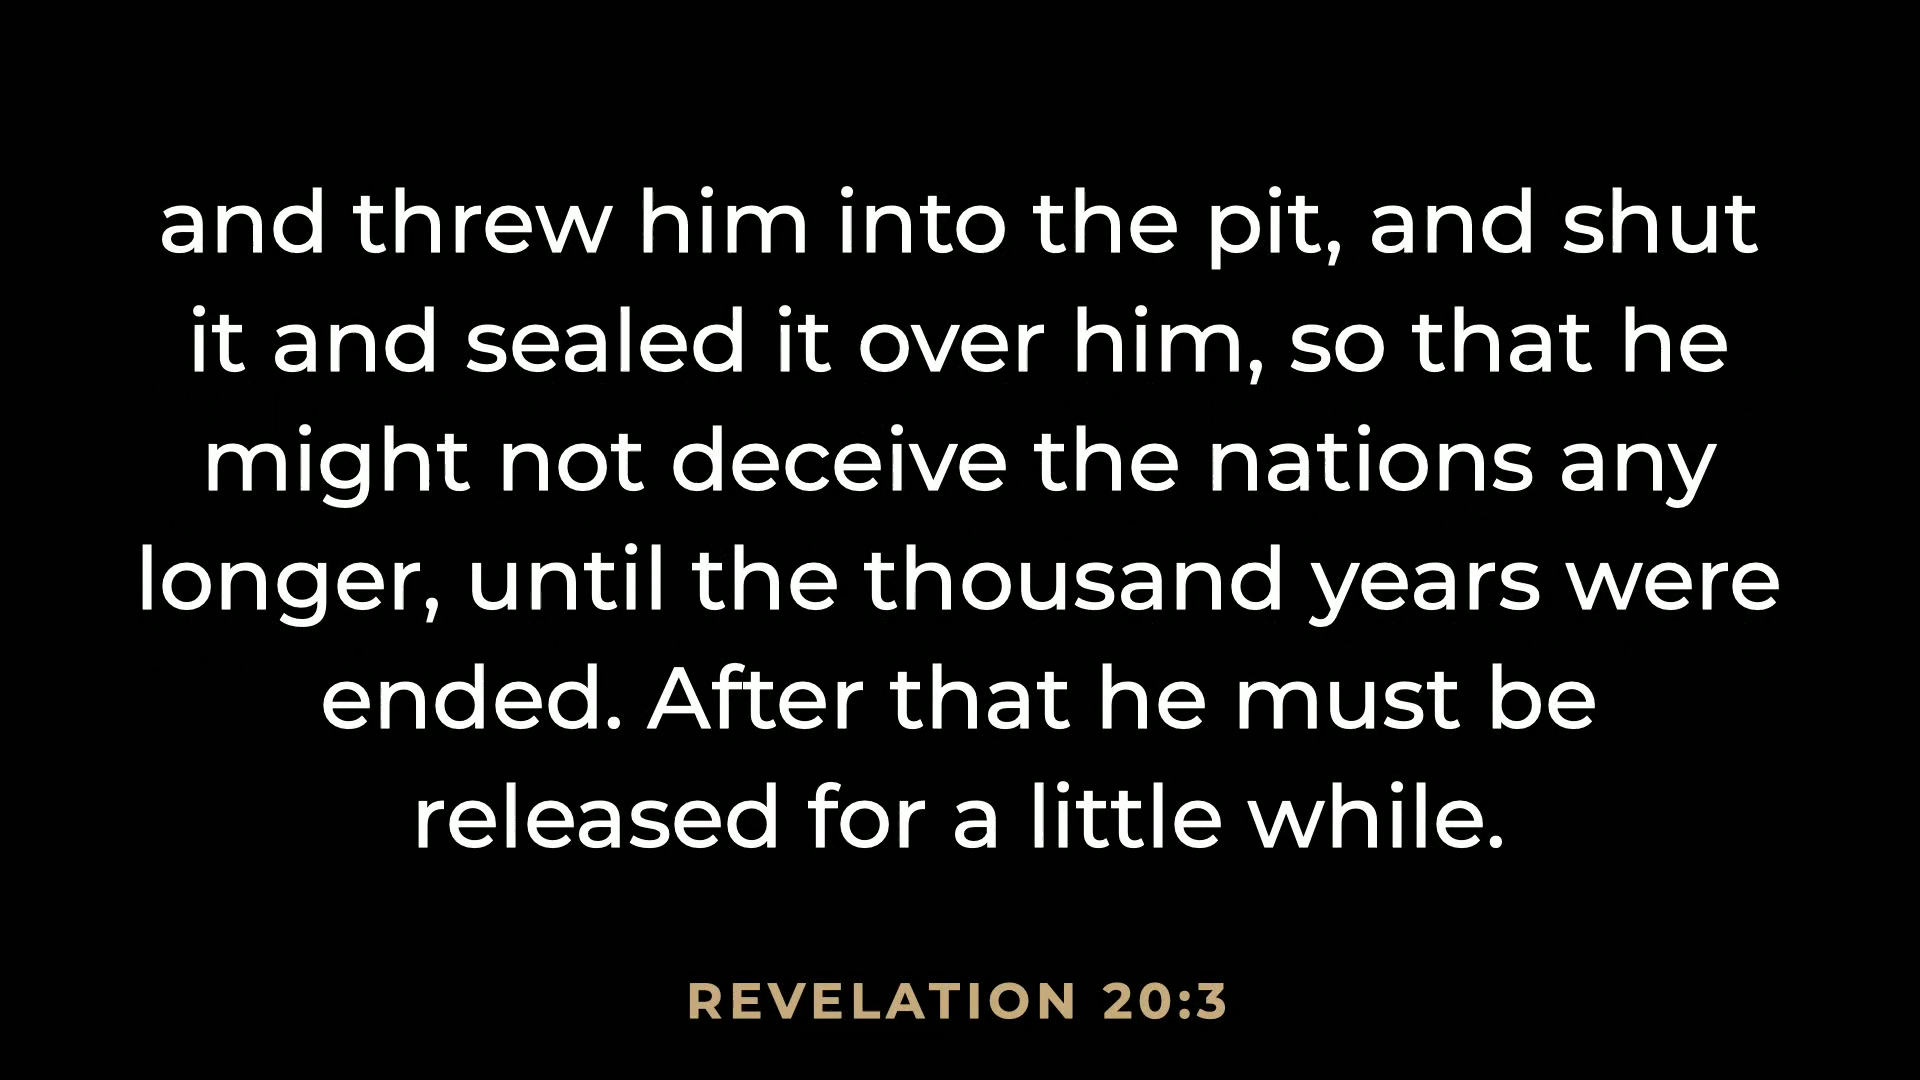 and threw him into the pit, and shut
it and sealed it over him, so that he
might not deceive the nations any
longer, until the thousand years were
ended. After that he must be
released for a little while.
REVELATION 20:3